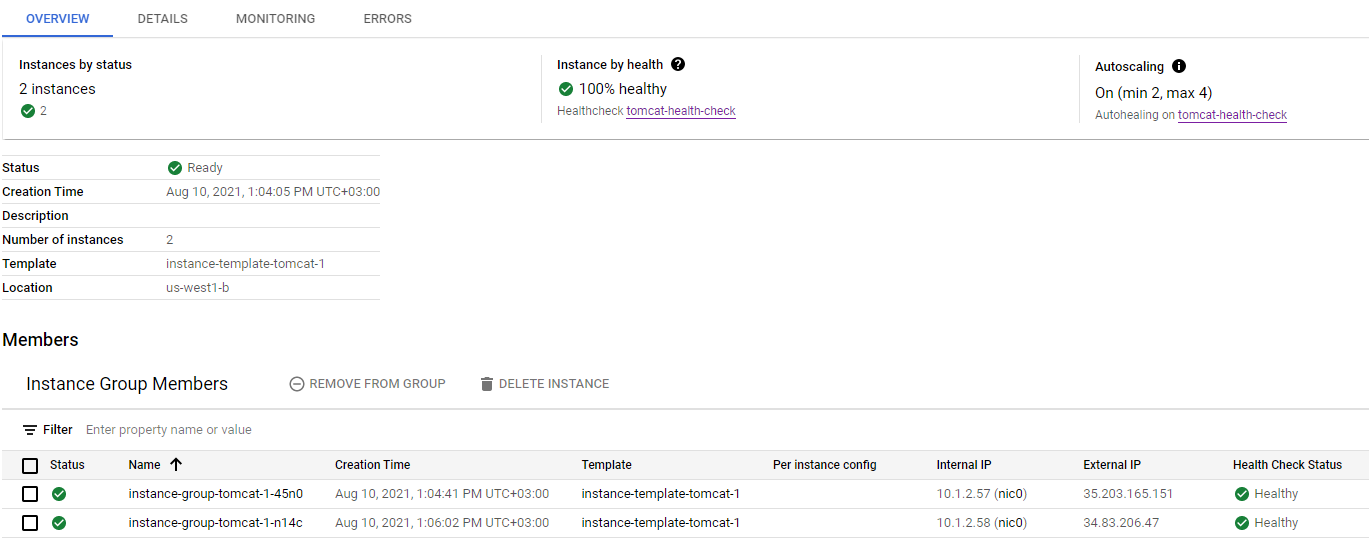 OVERVIEW DETAILS MONITORING ERRORS
Instances by status
2 instances
2
Instance by health
100% healthy
Healthcheck tomcat-health-check
Autoscaling
On (min 2, max 4)
Autohealing on tomcat-health-check
Status Ready
Creation Time Aug 10, 2021, 1:04:05 PM UTC+03:00
Description
Number of instances 2
Template instance-template-tomcat-1
Location us-west1-b
Members
Instance Group Members REMOVE FROM GROUP DELETE INSTANCE
Filter Enter property name or value
Status Name Creation Time Template Per instance config Internal IP External IP Health Check Status
instance-group-tomcat-1-45n0 Aug 10, 2021, 1:04:41 PM UTC+03:00 instance-template-tomcat-1 10.1.2.57 (nic0) 35.203.165.151 Healthy
instance-group-tomcat-1-n14c Aug 10, 2021, 1:06:02 PM UTC+03:00 instance-template-tomcat-1 10.1.2.58 (nic0) 34.83.206.47 Healthy